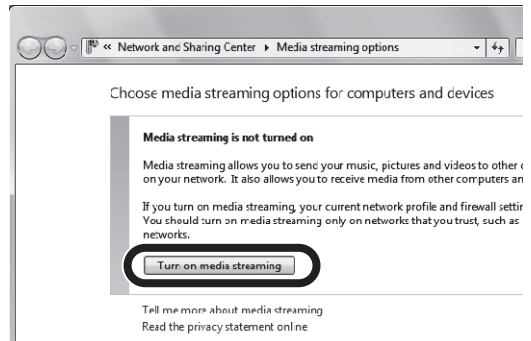 « Network and Sharing Center ▸ Media streaming options
Choose media streaming options for computers and devices
Media streaming is not turned on
Media streaming allows you to send your music, pictures and videos to other
on your network. It also allows you to receive media from other computers an
If you turn on media streaming, your current network profile and firewall settin
You should turn on media streaming only on networks that you trust, such as
networks.
Turn on media streaming
Tell me more about media streaming
Read the privacy statement online